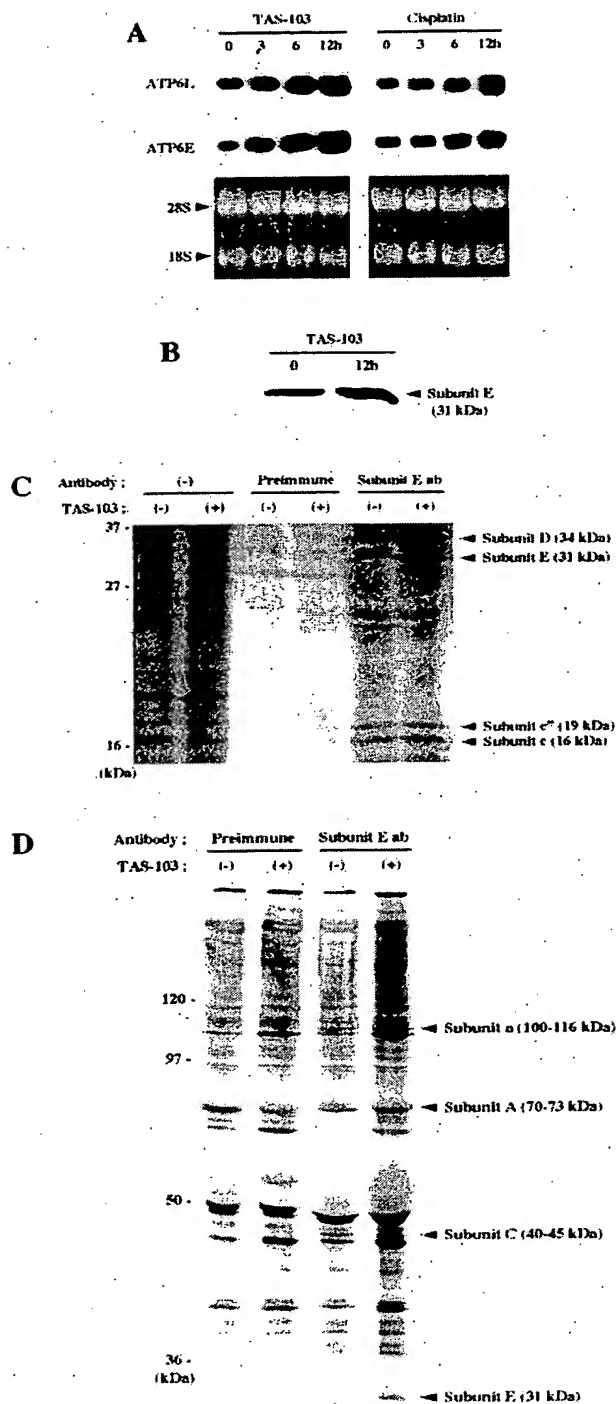 A
TAS-103 Cisplatin
0 3 6 12h 0 3 6 12h
ATP6L
ATP6E
28S
18S
B
TAS-103
0 12h
Subunit E
(31 kDa)
C
Antibody : (-) Preimmune Subunit E ab
TAS-103 : (-) (+) (-) (+) (-) (+)
37 -
Subunit D (34 kDa)
Subunit E (31 kDa)
27 -
Subunit c" (19 kDa)
Subunit c (16 kDa)
16 -
(kDa)
D
Antibody : Preimmune Subunit E ab
TAS-103 : (-) (+) (-) (+)
120 -
Subunit a (100-116 kDa)
97 -
Subunit A (70-73 kDa)
50 -
Subunit C (40-45 kDa)
36 -
(kDa)
Subunit E (31 kDa)